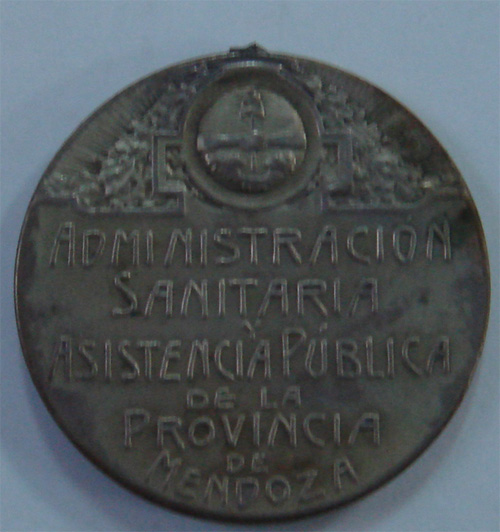 ADMINISTRACIÓN
SANITARIA
Y
ASISTENCIA PÚBLICA
DE LA
PROVINCIA
DE
MENDOZA